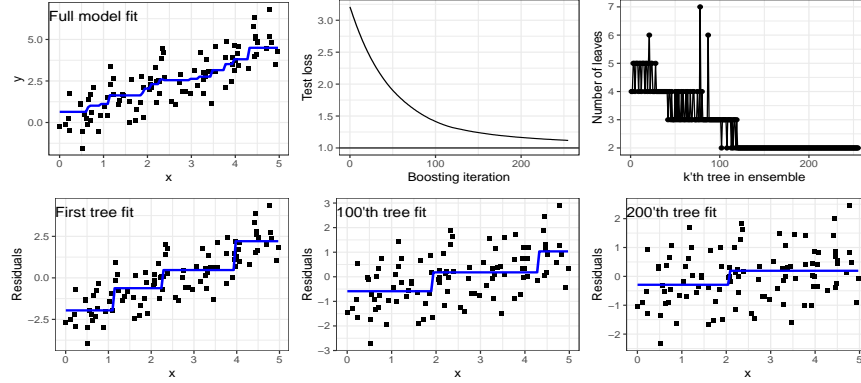 Full model fit
y
5.0
2.5
0.0
0 1 2 3 4 5
x
Test loss
3.0
2.5
2.0
1.5
1.0
0 100 200
Boosting iteration
Number of leaves
7
6
5
4
3
2
0 100 200
k'th tree in ensemble
First tree fit
Residuals
2.5
0.0
−2.5
0 1 2 3 4 5
x
100'th tree fit
Residuals
3
2
1
0
−1
−2
−3
0 1 2 3 4 5
x
200'th tree fit
Residuals
2
1
0
−1
−2
0 1 2 3 4 5
x